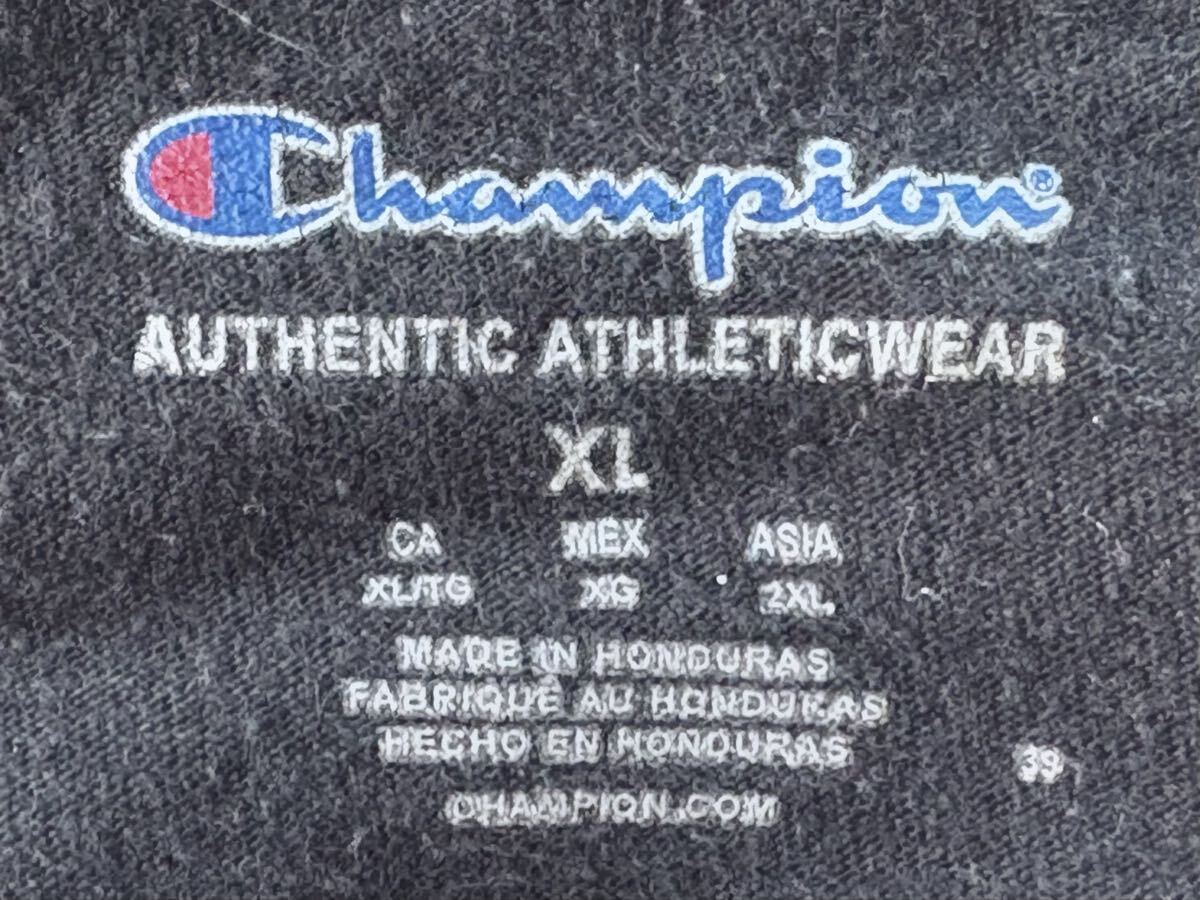 Champion®
AUTHENTIC ATHLETICWEAR
XL
CA MEX ASIA
XL/TG XG 2XL
MADE IN HONDURAS
FABRIQUÉ AU HONDURAS
HECHO EN HONDURAS
39
CHAMPION.COM